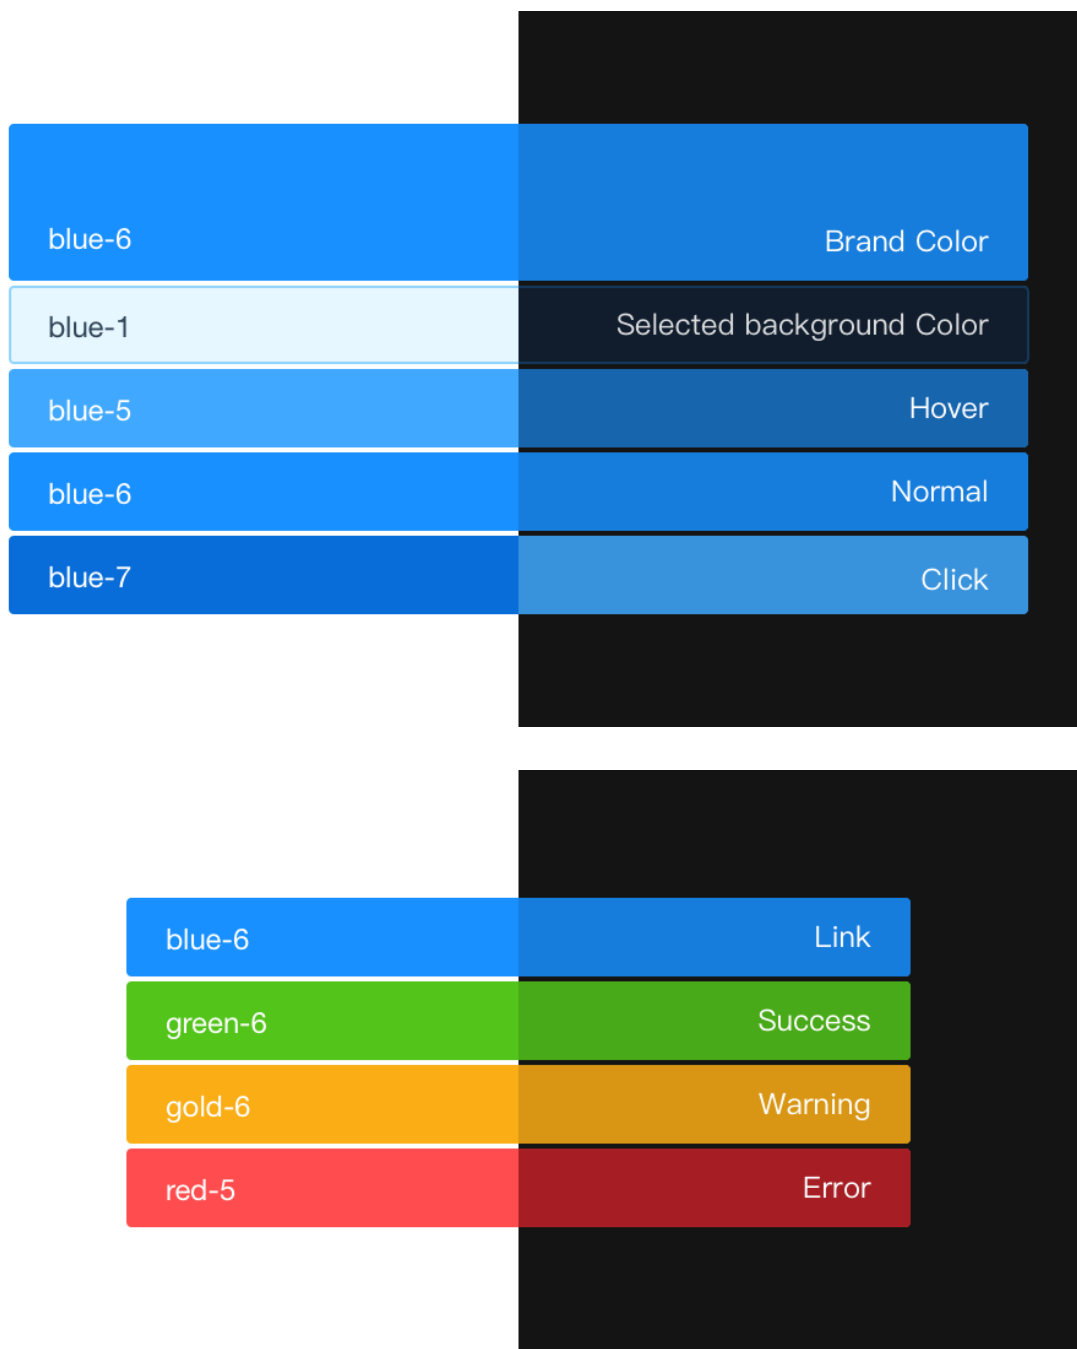 blue-6 Brand Color
blue-1 Selected background Color
blue-5 Hover
blue-6 Normal
blue-7 Click
blue-6 Link
green-6 Success
gold-6 Warning
red-5 Error